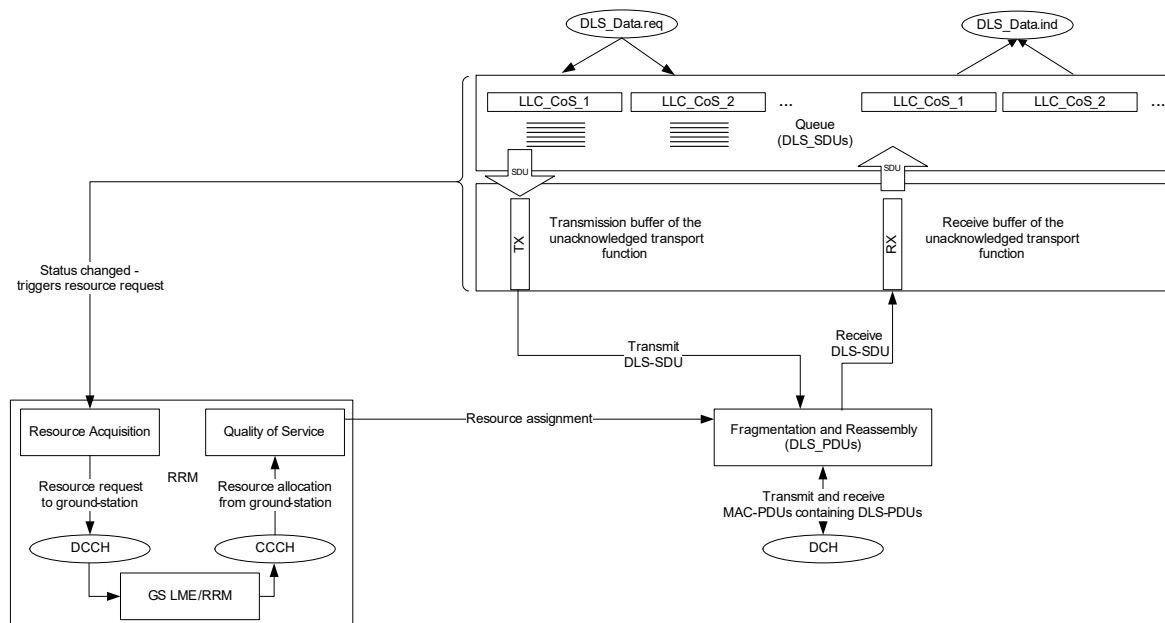 DLS_Data.req
DLS_Data.ind
LLC_CoS_1
LLC_CoS_2
...
LLC_CoS_1
LLC_CoS_2
...
Queue
(DLS_SDUs)
SDU
SDU
TX
Transmission buffer of the
unacknowledged transport
function
RX
Receive buffer of the
unacknowledged transport
function
Status changed -
triggers resource request
Transmit
DLS-SDU
Receive
DLS-SDU
Resource Acquisition
Quality of Service
Resource assignment
Fragmentation and Reassembly
(DLS_PDUs)
RRM
Resource request
to ground-station
Resource allocation
from ground-station
Transmit and receive
MAC-PDUs containing DLS-PDUs
DCCH
CCCH
DCH
GS LME/RRM